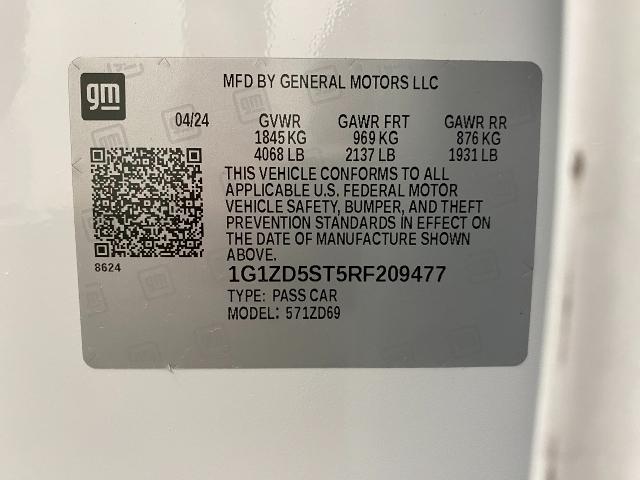 gm
MFD BY GENERAL MOTORS LLC
04/24 GVWR GAWR FRT GAWR RR
1845 KG 969 KG 876 KG
4068 LB 2137 LB 1931 LB
THIS VEHICLE CONFORMS TO ALL
APPLICABLE U.S. FEDERAL MOTOR
VEHICLE SAFETY, BUMPER, AND THEFT
PREVENTION STANDARDS IN EFFECT ON
THE DATE OF MANUFACTURE SHOWN
ABOVE.
8624
1G1ZD5ST5RF209477
TYPE: PASS CAR
MODEL: 571ZD69